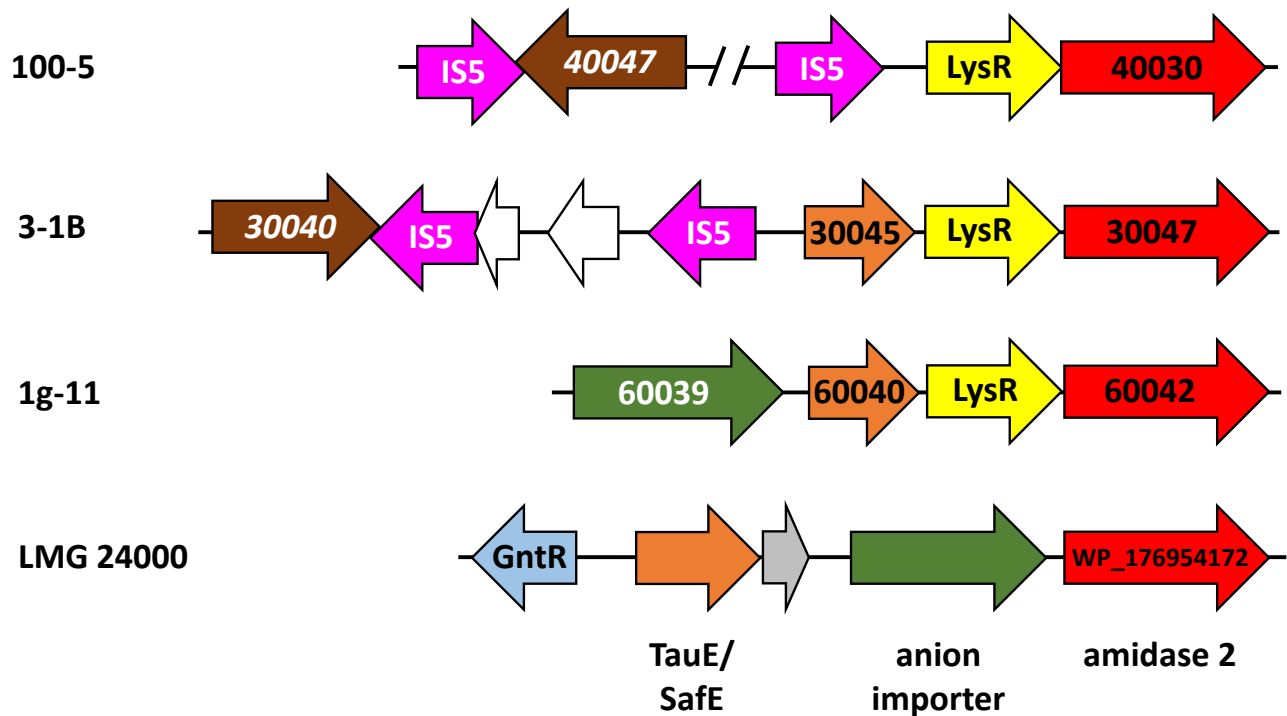 100-5 IS5 40047 IS5 LysR 40030
3-1B 30040 IS5 IS5 30045 LysR 30047
1g-11 60039 60040 LysR 60042
LMG 24000 GntR WP_176954172
TauE/ anion amidase 2
SafE importer